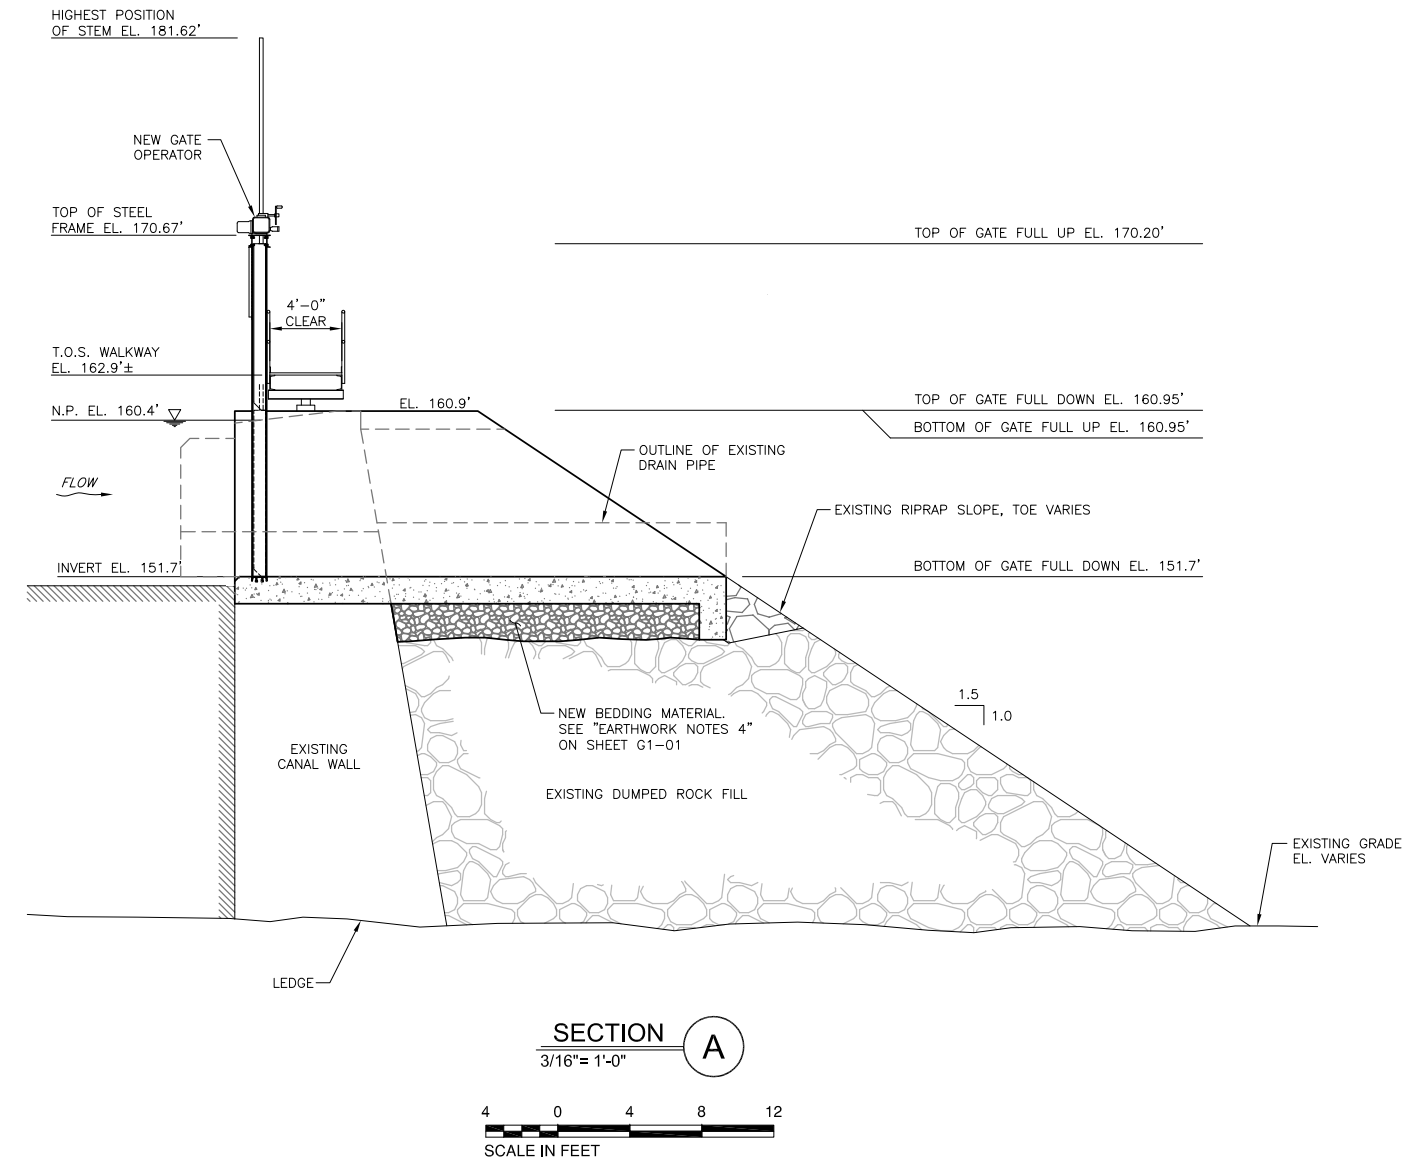 HIGHEST POSITION
OF STEM EL. 181.62'
NEW GATE
OPERATOR
TOP OF STEEL
FRAME EL. 170.67'
TOP OF GATE FULL UP EL. 170.20'
4'-0"
CLEAR
T.O.S. WALKWAY
EL. 162.9'±
N.P. EL. 160.4'
EL. 160.9'
TOP OF GATE FULL DOWN EL. 160.95'
BOTTOM OF GATE FULL UP EL. 160.95'
OUTLINE OF EXISTING
DRAIN PIPE
FLOW
EXISTING RIPRAP SLOPE, TOE VARIES
INVERT EL. 151.7'
BOTTOM OF GATE FULL DOWN EL. 151.7'
1.5
1.0
NEW BEDDING MATERIAL.
SEE "EARTHWORK NOTES 4"
ON SHEET G1-01
EXISTING
CANAL WALL
EXISTING DUMPED ROCK FILL
EXISTING GRADE
EL. VARIES
LEDGE
SECTION
A
3/16"= 1'-0"
4 0 4 8 12
SCALE IN FEET